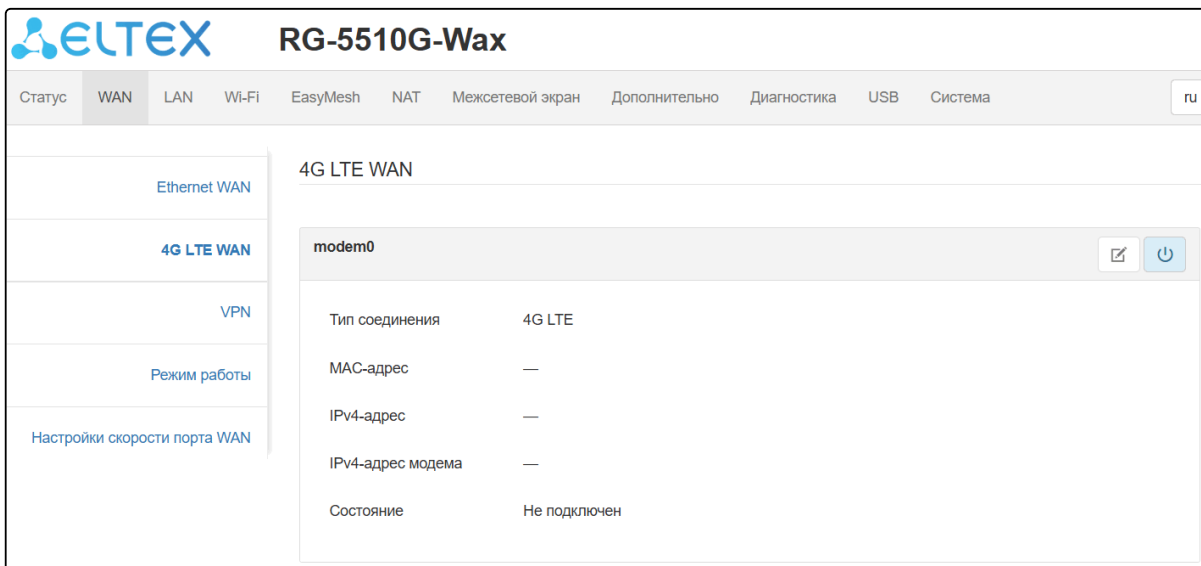 ELTEX RG-5510G-Wax
Статус WAN LAN Wi-Fi EasyMesh NAT Межсетевой экран Дополнительно Диагностика USB Система ru
4G LTE WAN
Ethernet WAN
4G LTE WAN
VPN
Режим работы
Настройки скорости порта WAN
modem0
Тип соединения 4G LTE
MAC-адрес —
IPv4-адрес —
IPv4-адрес модема —
Состояние Не подключен